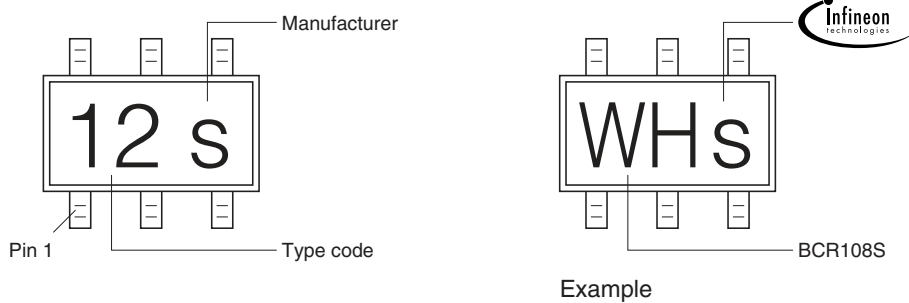 Manufacturer
12 s
Pin 1
Type code
Infineon
technologies
WHs
BCR108S
Example